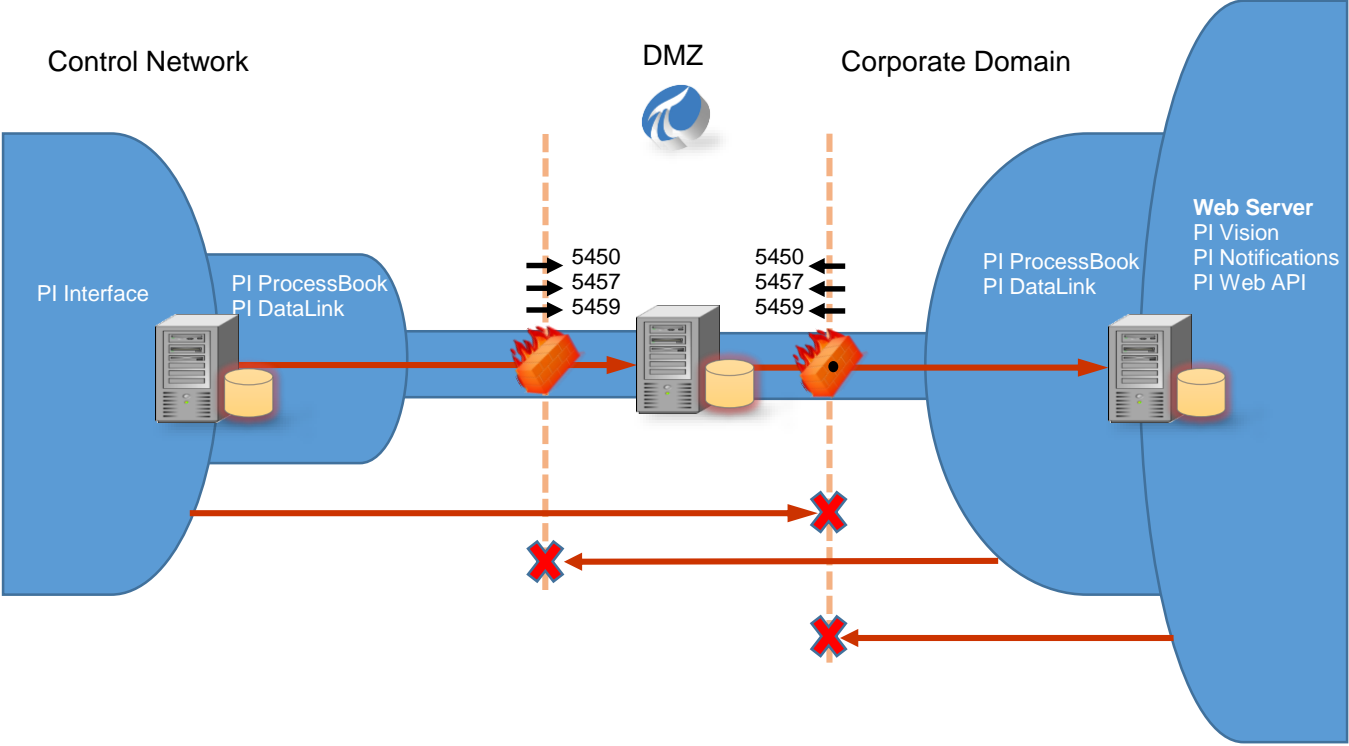 Control Network
DMZ
Corporate Domain
PI Interface
PI ProcessBook
PI DataLink
5450
5457
5459
5450
5457
5459
PI ProcessBook
PI DataLink
Web Server
PI Vision
PI Notifications
PI Web API